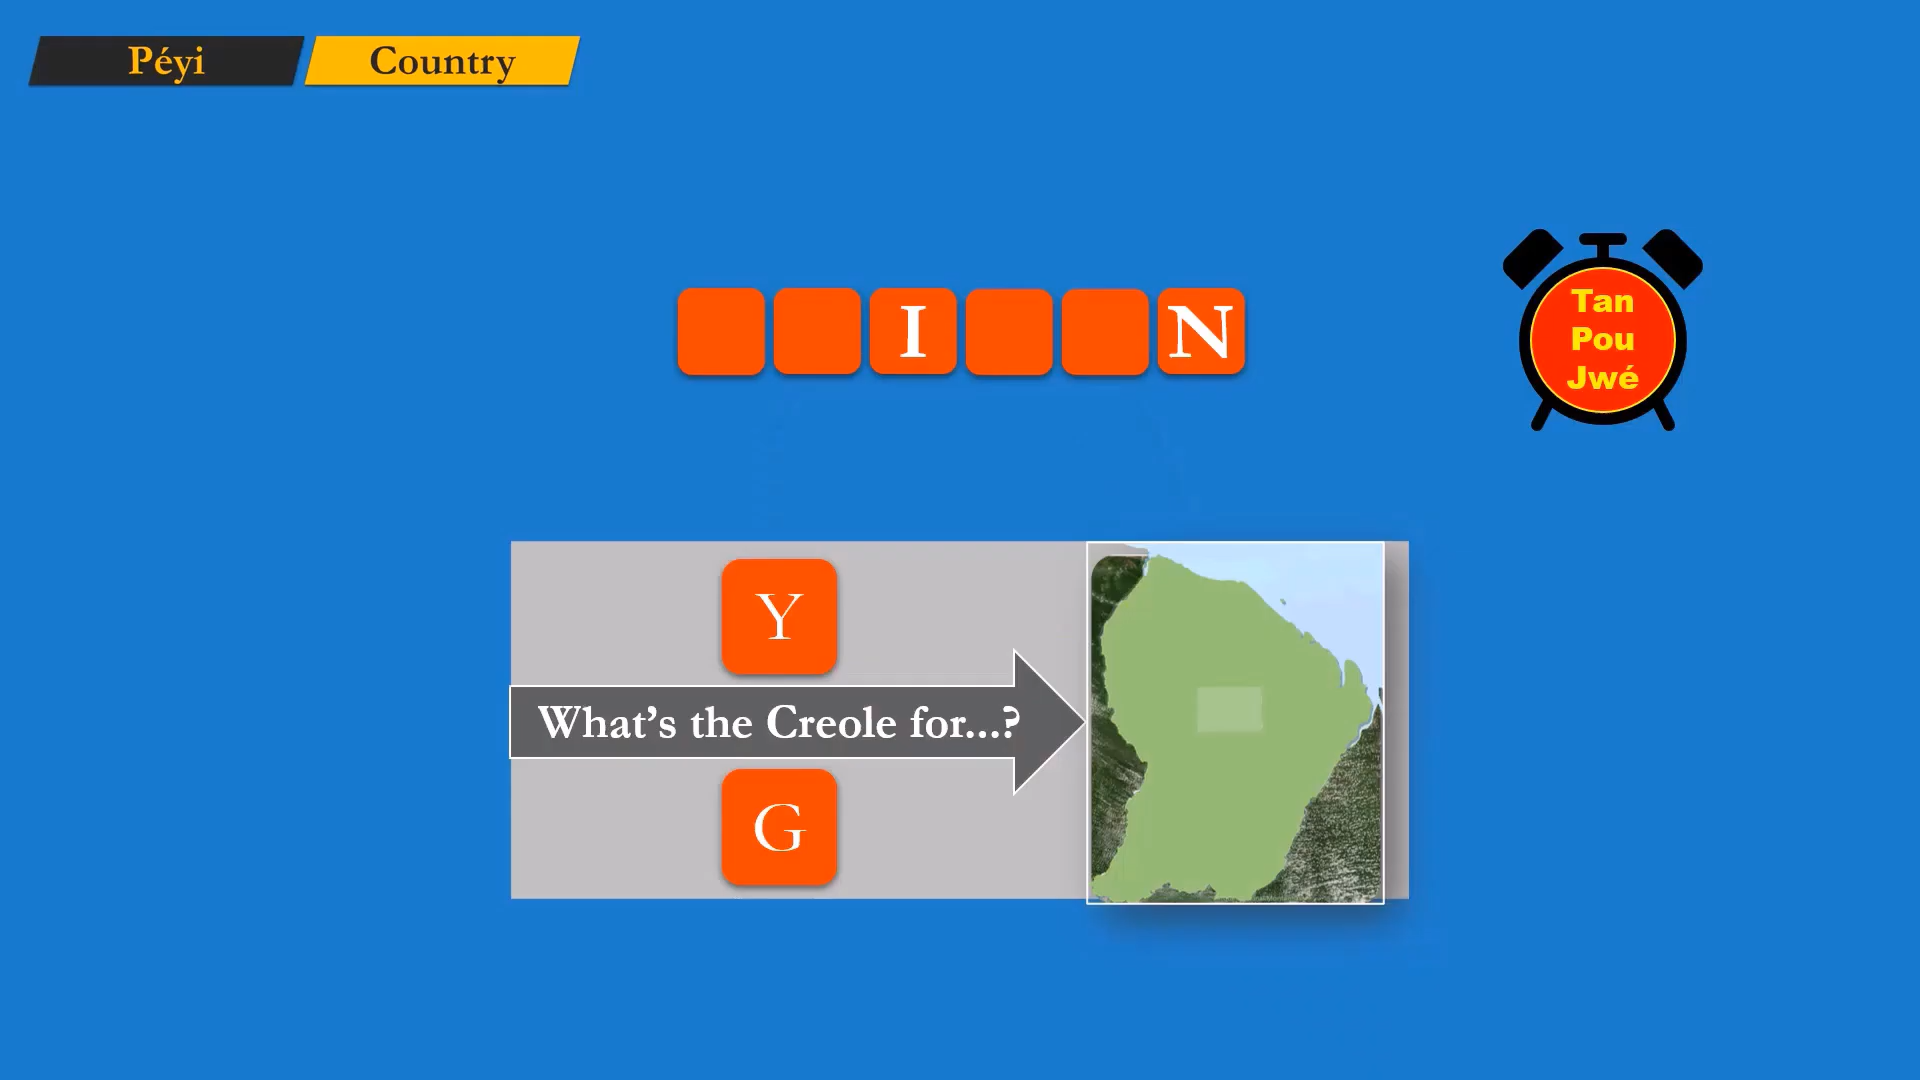 Péyi
Country
I N
Tan
Pou
Jwé
Y
What's the Creole for...?
G